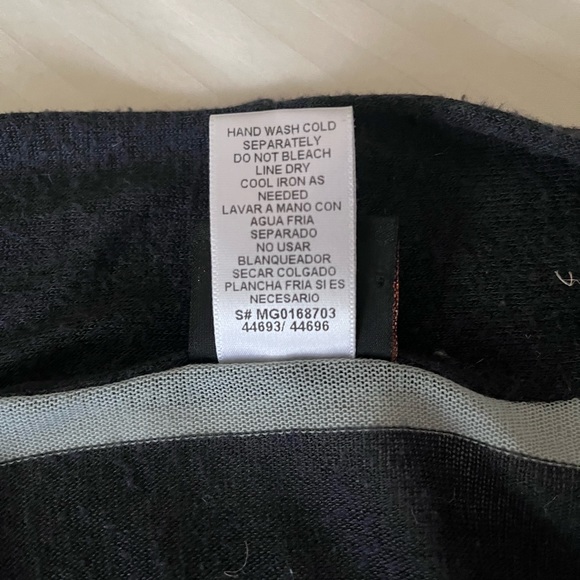 HAND WASH COLD
SEPARATELY
DO NOT BLEACH
LINE DRY
COOL IRON AS
NEEDED
LAVAR A MANO CON
AGUA FRIA
SEPARADO
NO USAR
BLANQUEADOR
SECAR COLGADO
PLANCHA FRIA SI ES
NECESARIO
S# MG0168703
44693/ 44696